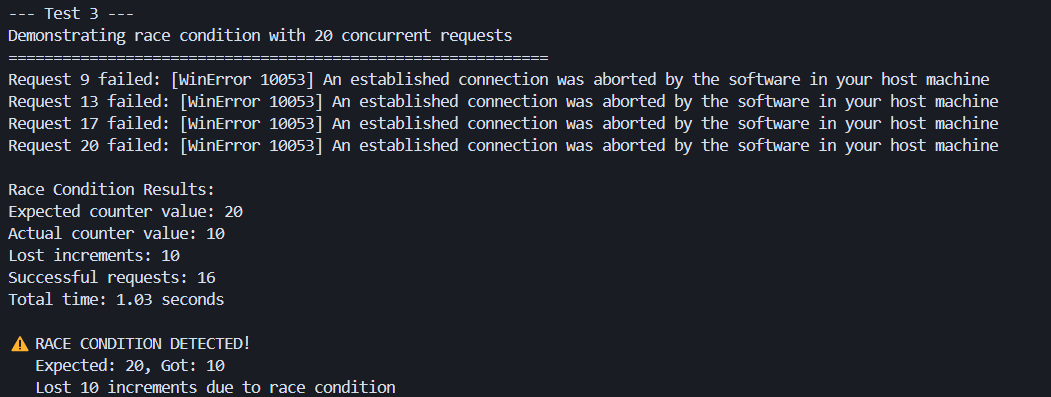 --- Test 3 ---
Demonstrating race condition with 20 concurrent requests
============================================================
Request 9 failed: [WinError 10053] An established connection was aborted by the software in your host machine
Request 13 failed: [WinError 10053] An established connection was aborted by the software in your host machine
Request 17 failed: [WinError 10053] An established connection was aborted by the software in your host machine
Request 20 failed: [WinError 10053] An established connection was aborted by the software in your host machine
Race Condition Results:
Expected counter value: 20
Actual counter value: 10
Lost increments: 10
Successful requests: 16
Total time: 1.03 seconds
⚠️ RACE CONDITION DETECTED!
Expected: 20, Got: 10
Lost 10 increments due to race condition